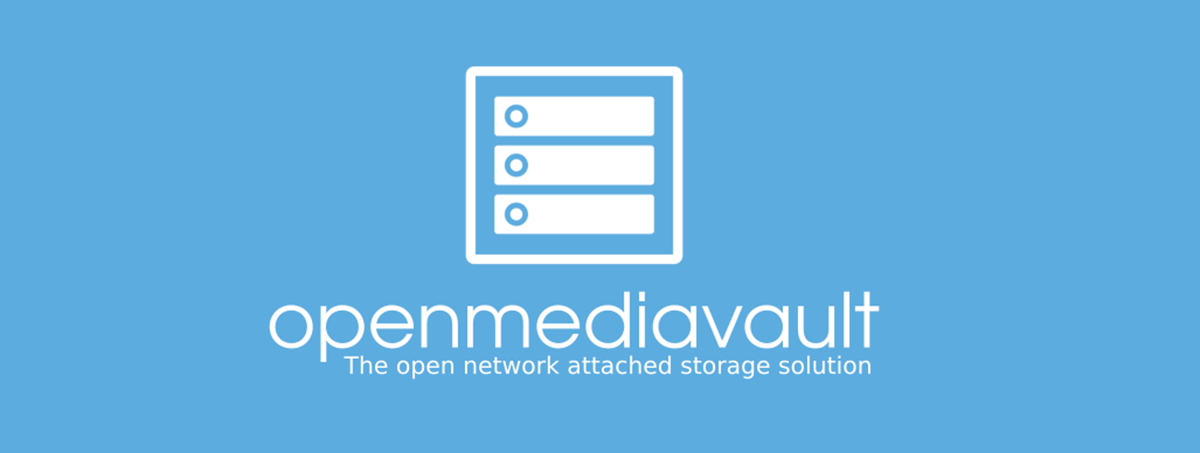 openmediavault
The open network attached storage solution